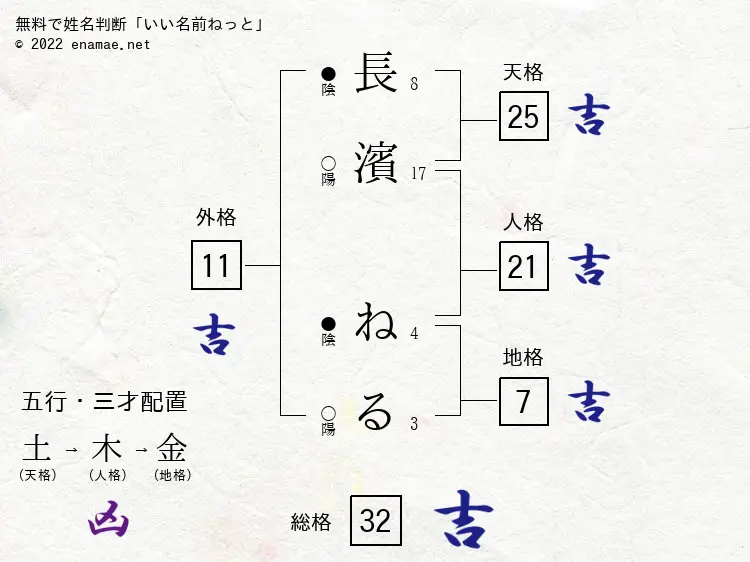 無料で姓名判断「いい名前ねっと」
© 2022 enamae.net
●陰 長 8
○陽 濱 17
●陰 ね 4
○陽 る 3
天格
25 吉
人格
21 吉
地格
7 吉
外格
11
吉
五行・三才配置
土→木→金
(天格) (人格) (地格)
凶
総格 32 吉